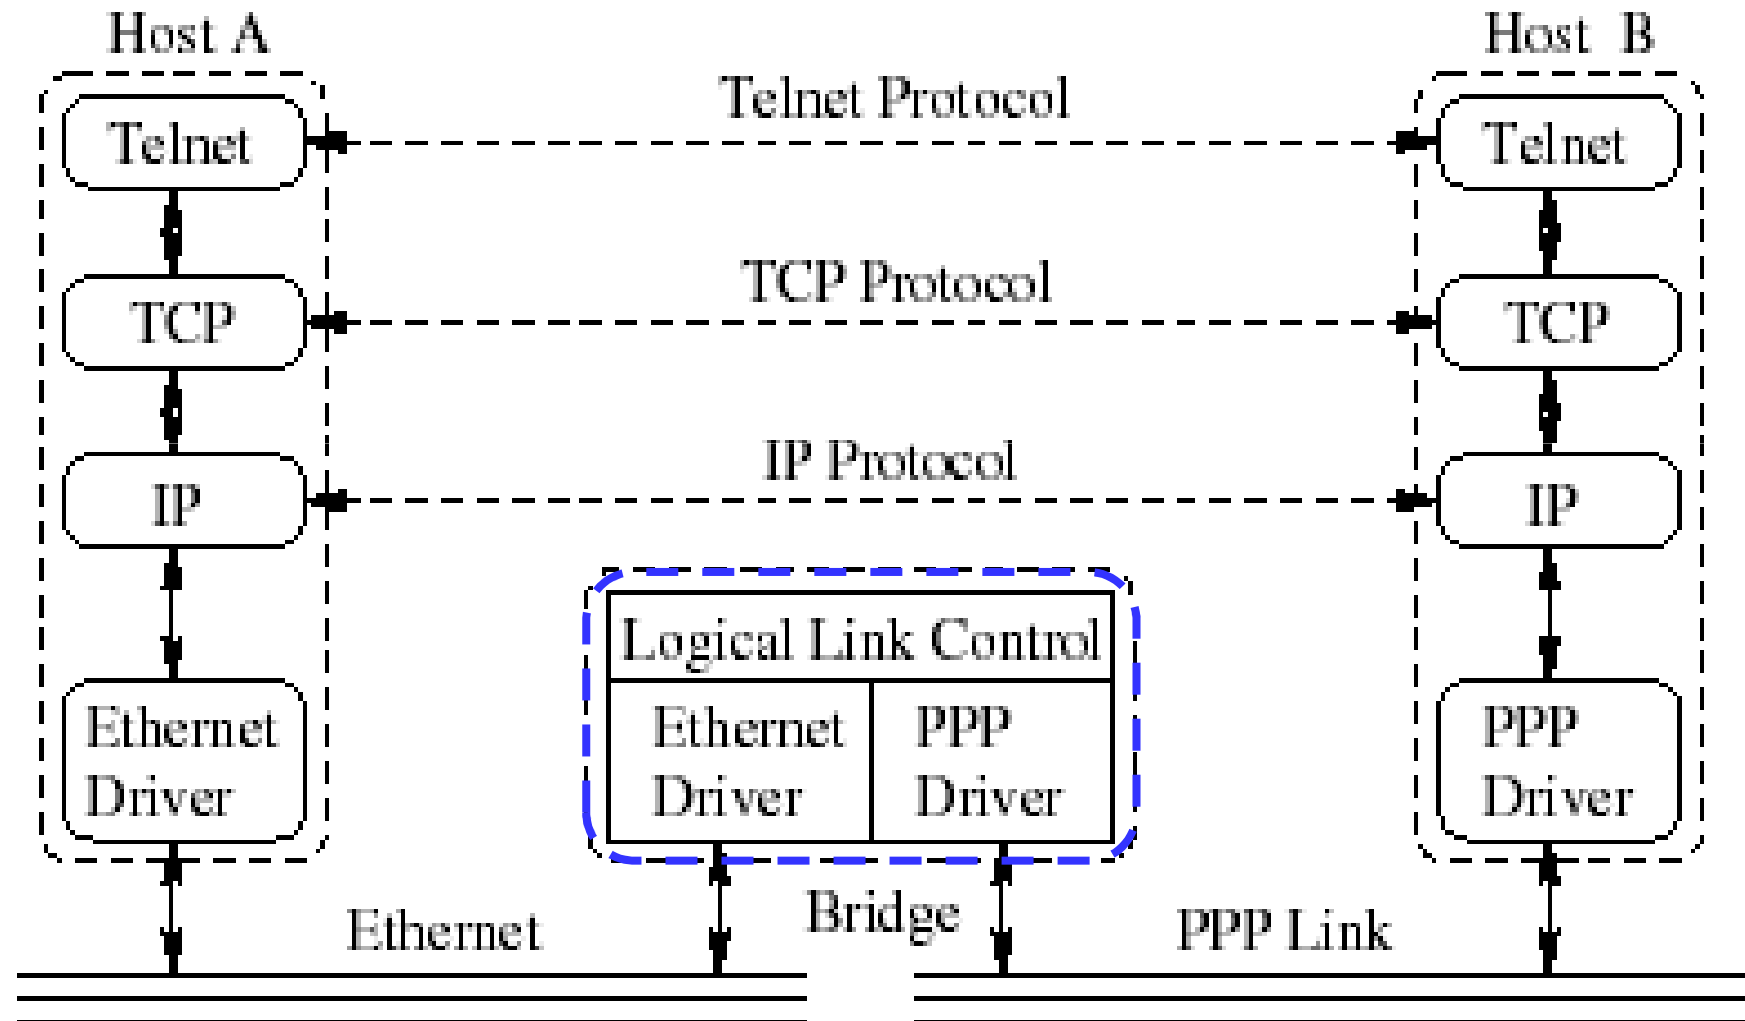 Host A
Host B
Telnet Protocol
Telnet
Telnet
TCP Protocol
TCP
TCP
IP Protocol
IP
IP
Logical Link Control
Ethernet
Driver
Ethernet
Driver
PPP
Driver
PPP
Driver
Ethernet
Bridge
PPP Link